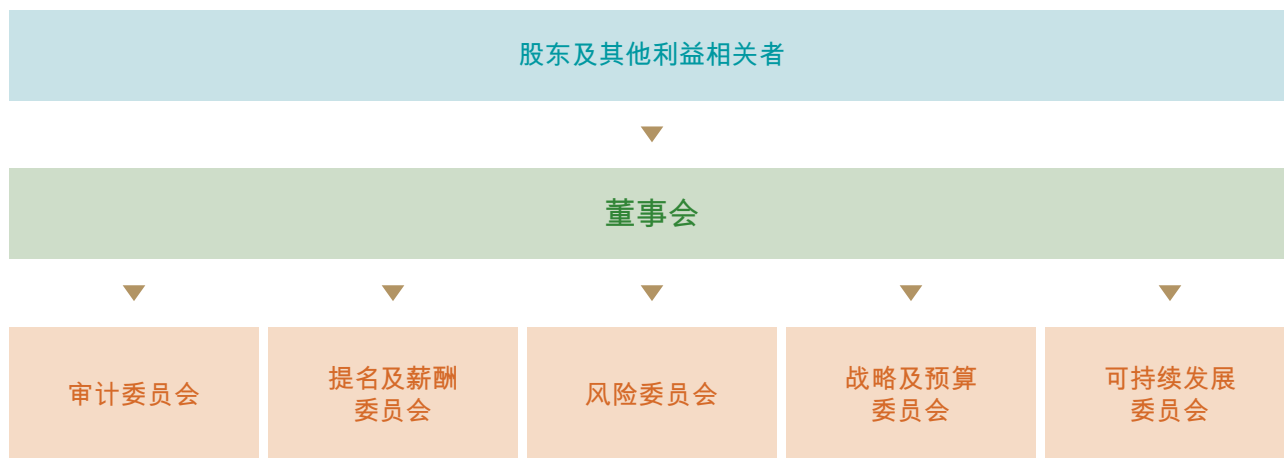 股东及其他利益相关者
董事会
审计委员会
提名及薪酬
委员会
风险委员会
战略及预算
委员会
可持续发展
委员会